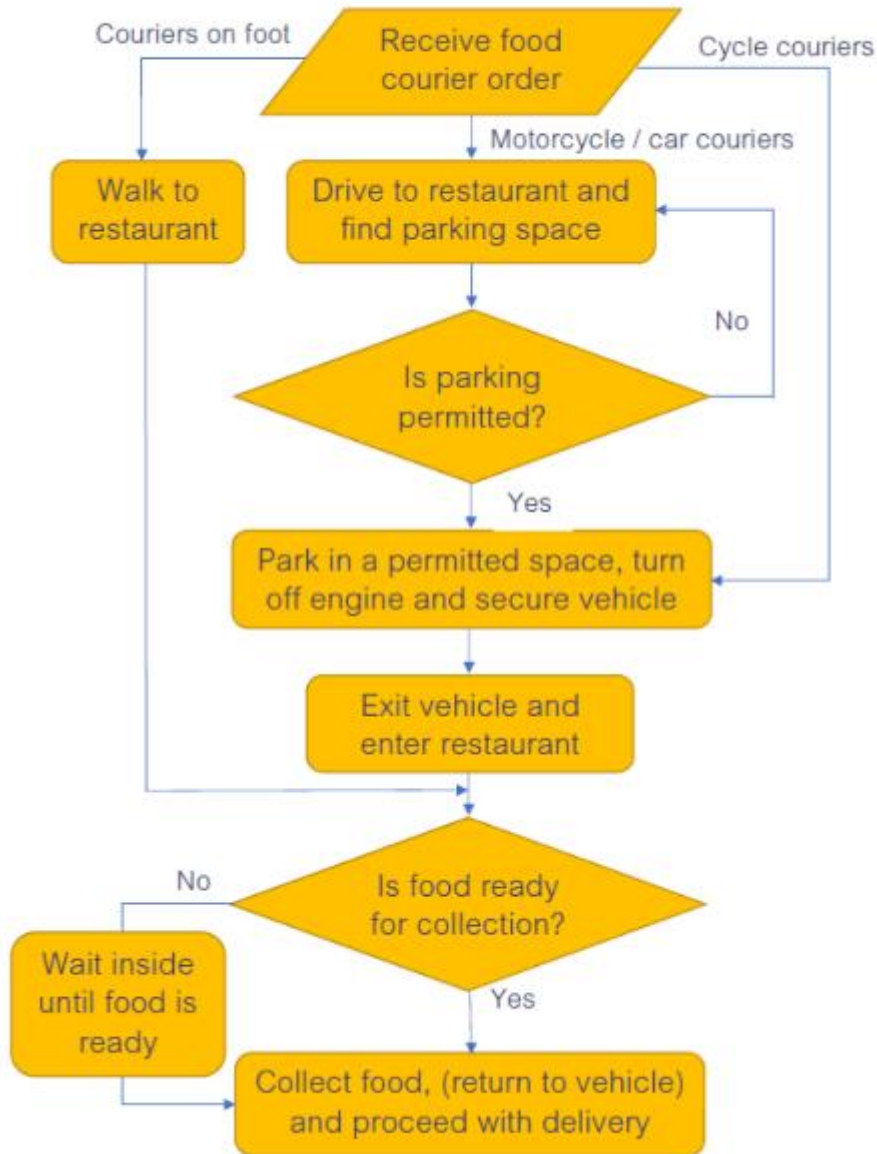 Couriers on foot
Receive food
courier order
Cycle couriers
Motorcycle / car couriers
Walk to
restaurant
Drive to restaurant and
find parking space
No
Is parking
permitted?
Yes
Park in a permitted space, turn
off engine and secure vehicle
Exit vehicle and
enter restaurant
Is food ready
for collection?
No
Wait inside
until food is
ready
Yes
Collect food, (return to vehicle)
and proceed with delivery